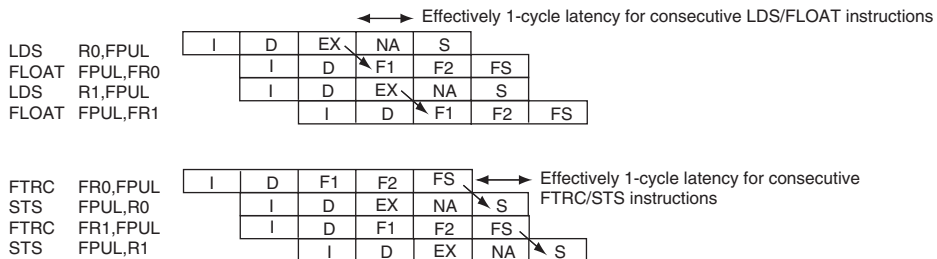 Effectively 1-cycle latency for consecutive LDS/FLOAT instructions
LDS R0,FPUL I D EX NA S
FLOAT FPUL,FR0 I D F1 F2 FS
LDS R1,FPUL I D EX NA S
FLOAT FPUL,FR1 I D F1 F2 FS
FTRC FR0,FPUL I D F1 F2 FS Effectively 1-cycle latency for consecutive
FTRC/STS instructions
STS FPUL,R0 I D EX NA S
FTRC FR1,FPUL I D F1 F2 FS
STS FPUL,R1 I D EX NA S